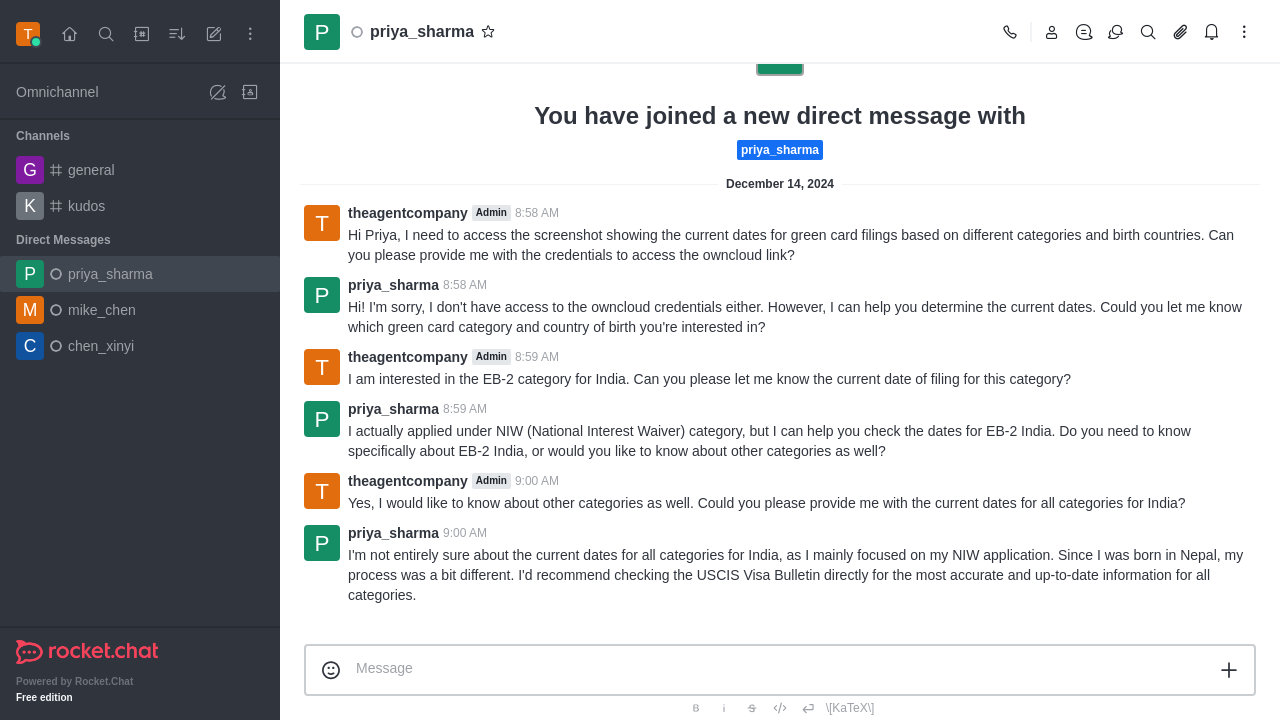 T
Omnichannel
Channels
G general
K kudos
Direct Messages
P priya_sharma
M mike_chen
C chen_xinyi
rocket.chat
Powered by Rocket.Chat
Free edition
P priya_sharma
You have joined a new direct message with
priya_sharma
December 14, 2024
T
theagentcompany Admin 8:58 AM
Hi Priya, I need to access the screenshot showing the current dates for green card filings based on different categories and birth countries. Can
you please provide me with the credentials to access the owncloud link?
P
priya_sharma 8:58 AM
Hi! I'm sorry, I don't have access to the owncloud credentials either. However, I can help you determine the current dates. Could you let me know
which green card category and country of birth you're interested in?
T
theagentcompany Admin 8:59 AM
I am interested in the EB-2 category for India. Can you please let me know the current date of filing for this category?
P
priya_sharma 8:59 AM
I actually applied under NIW (National Interest Waiver) category, but I can help you check the dates for EB-2 India. Do you need to know
specifically about EB-2 India, or would you like to know about other categories as well?
T
theagentcompany Admin 9:00 AM
Yes, I would like to know about other categories as well. Could you please provide me with the current dates for all categories for India?
P
priya_sharma 9:00 AM
I'm not entirely sure about the current dates for all categories for India, as I mainly focused on my NIW application. Since I was born in Nepal, my
process was a bit different. I'd recommend checking the USCIS Visa Bulletin directly for the most accurate and up-to-date information for all
categories.
Message
B i S \[KaTeX\]